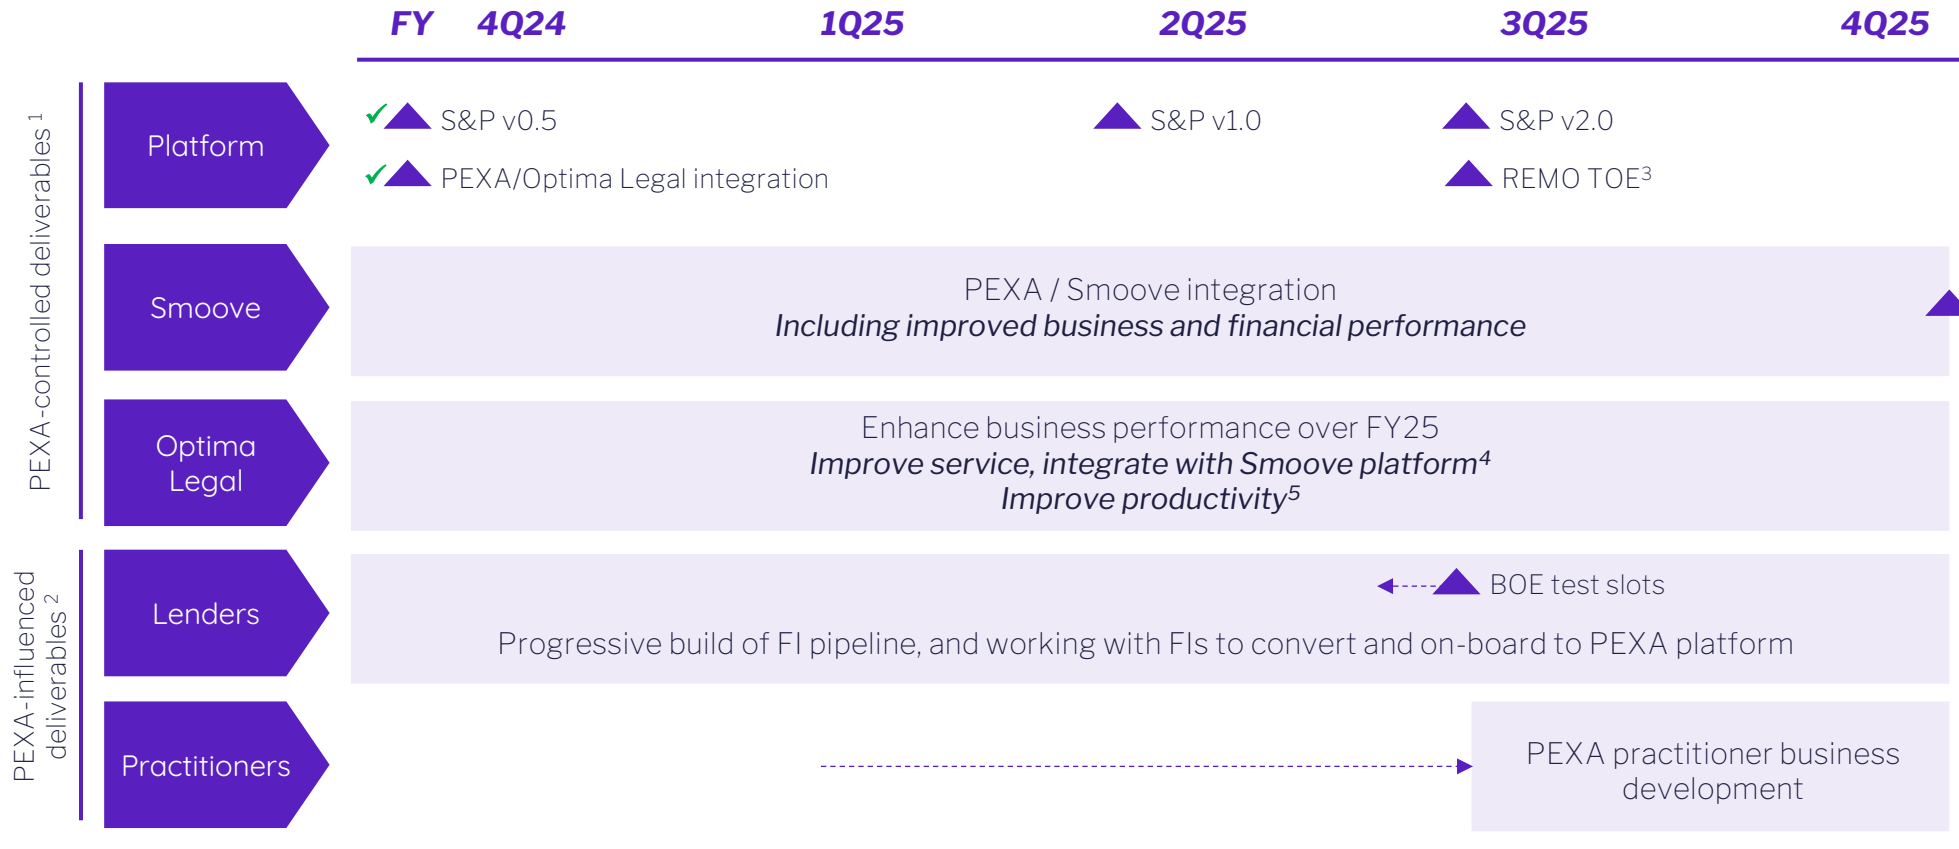 FY 4Q24 1Q25 2Q25 3Q25 4Q25
PEXA-controlled deliverables 1
Platform
S&P v0.5
S&P v1.0
S&P v2.0
PEXA/Optima Legal integration
REMO TOE3
Smoove
PEXA / Smoove integration
Including improved business and financial performance
Optima
Legal
Enhance business performance over FY25
Improve service, integrate with Smoove platform4
Improve productivity5
PEXA-influenced
deliverables 2
Lenders
BOE test slots
Progressive build of FI pipeline, and working with FIs to convert and on-board to PEXA platform
Practitioners
PEXA practitioner business
development